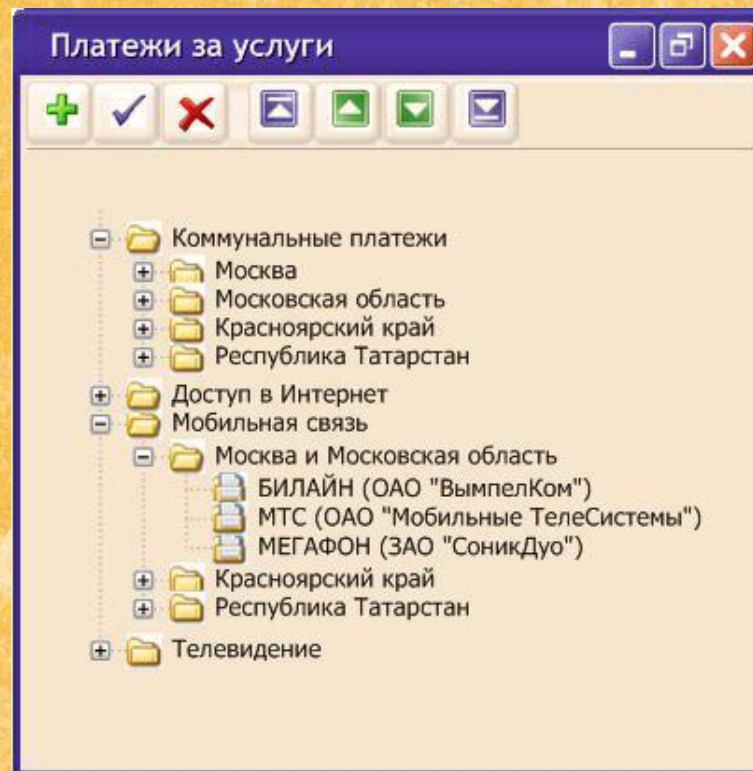 Платежи за услуги
Коммунальные платежи
Москва
Московская область
Красноярский край
Республика Татарстан
Доступ в Интернет
Мобильная связь
Москва и Московская область
БИЛАЙН (ОАО "ВымпелКом")
МТС (ОАО "Мобильные ТелеСистемы")
МЕГАФОН (ЗАО "СоникДуо")
Красноярский край
Республика Татарстан
Телевидение